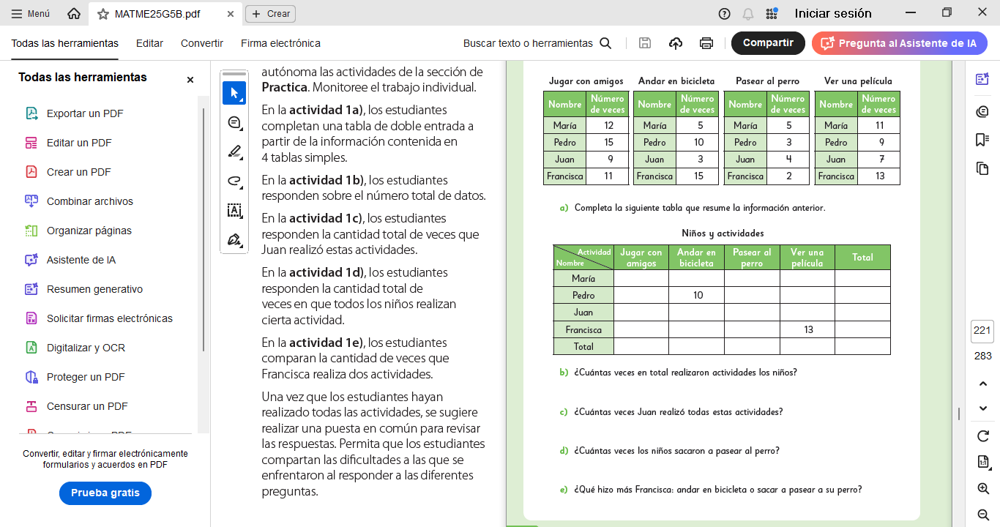 Menú
MATME25G5B.pdf
Crear
Iniciar sesión
Todas las herramientas
Editar
Convertir
Firma electrónica
Buscar texto o herramientas
Compartir
Pregunta al Asistente de IA
Todas las herramientas
Exportar un PDF
Editar un PDF
Crear un PDF
Combinar archivos
Organizar páginas
Asistente de IA
Resumen generativo
Solicitar firmas electrónicas
Digitalizar y OCR
Proteger un PDF
Censurar un PDF
Convertir, editar y firmar electrónicamente
formularios y acuerdos en PDF
Prueba gratis
autónoma las actividades de la sección de
Practica. Monitoree el trabajo individual.
En la actividad 1a), los estudiantes
completan una tabla de doble entrada a
partir de la información contenida en
4 tablas simples.
En la actividad 1b), los estudiantes
responden sobre el número total de datos.
En la actividad 1c), los estudiantes
responden la cantidad total de veces que
Juan realizó estas actividades.
En la actividad 1d), los estudiantes
responden la cantidad total de
veces en que todos los niños realizan
cierta actividad.
En la actividad 1e), los estudiantes
comparan la cantidad de veces que
Francisca realiza dos actividades.
Una vez que los estudiantes hayan
realizado todas las actividades, se sugiere
realizar una puesta en común para revisar
las respuestas. Permita que los estudiantes
compartan las dificultades a las que se
enfrentaron al responder a las diferentes
preguntas.
Jugar con amigos
Nombre Número de veces
María 12
Pedro 15
Juan 9
Francisca 11
Andar en bicicleta
Nombre Número de veces
María 5
Pedro 10
Juan 3
Francisca 15
Pasear al perro
Nombre Número de veces
María 5
Pedro 3
Juan 4
Francisca 2
Ver una película
Nombre Número de veces
María 11
Pedro 9
Juan 7
Francisca 13
a) Completa la siguiente tabla que resume la información anterior.
Niños y actividades
Actividad
Nombre
Jugar con amigos
Andar en bicicleta
Pasear al perro
Ver una película
Total
María
Pedro 10
Juan
Francisca 13
Total
b) ¿Cuántas veces en total realizaron actividades los niños?
c) ¿Cuántas veces Juan realizó todas estas actividades?
d) ¿Cuántas veces los niños sacaron a pasear al perro?
e) ¿Qué hizo más Francisca: andar en bicicleta o sacar a pasear a su perro?
221
283
1:1